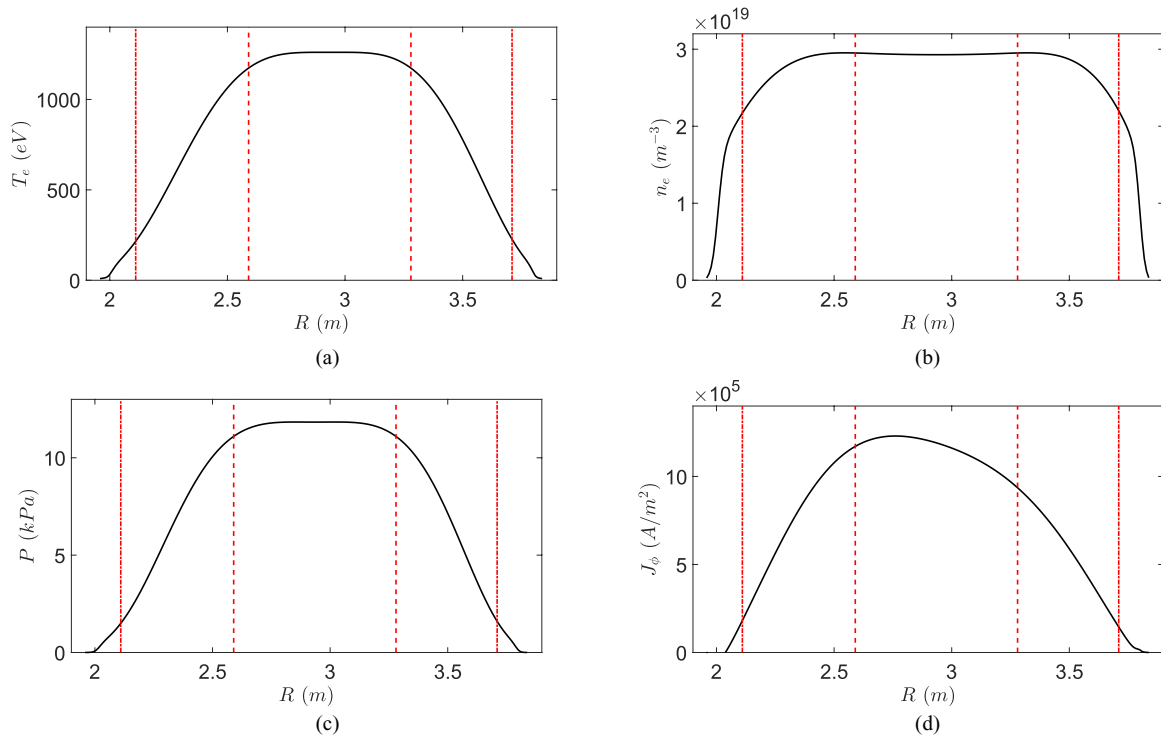 1000
500
0
T_e (eV)
2 2.5 3 3.5
R (m)
(a)
×10^19
3
2
1
0
n_e (m^−3)
2 2.5 3 3.5
R (m)
(b)
10
5
0
P (kPa)
2 2.5 3 3.5
R (m)
(c)
×10^5
10
5
0
J_ϕ (A/m^2)
2 2.5 3 3.5
R (m)
(d)